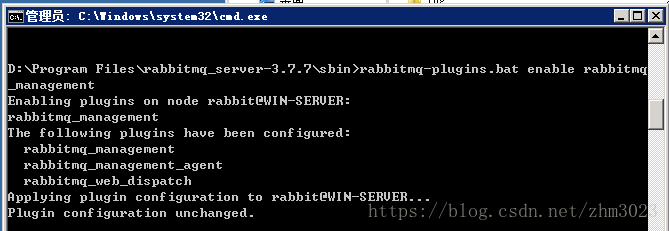 管理员: C:\Windows\system32\cmd.exe
D:\Program Files\rabbitmq_server-3.7.7\sbin>rabbitmq-plugins.bat enable rabbitmq
_management
Enabling plugins on node rabbit@WIN-SERVER:
rabbitmq_management
The following plugins have been configured:
  rabbitmq_management
  rabbitmq_management_agent
  rabbitmq_web_dispatch
Applying plugin configuration to rabbit@WIN-SERVER...
Plugin configuration unchanged.
https://blog.csdn.net/zhm3023